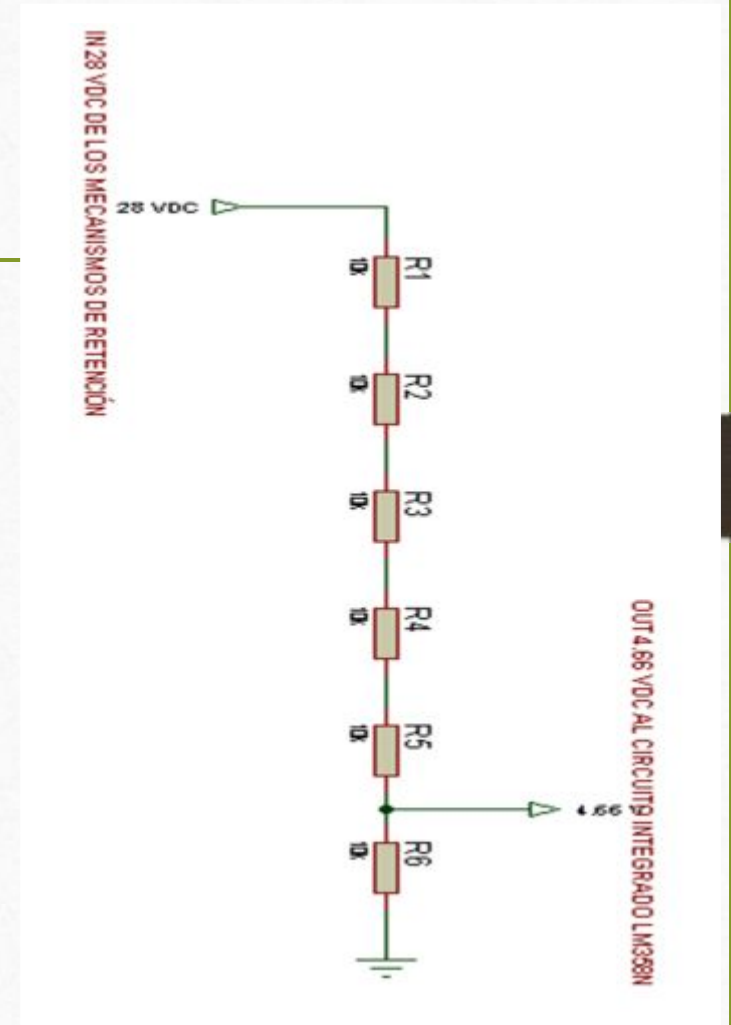 IN 28 VDC DE LOS MECANISMOS DE RETENCIÓN
28 VDC
R1
10k
R2
10k
R3
10k
R4
10k
R5
10k
4.66 V
R6
10k
OUT 4.66 VDC AL CIRCUITO INTEGRADO LM358N